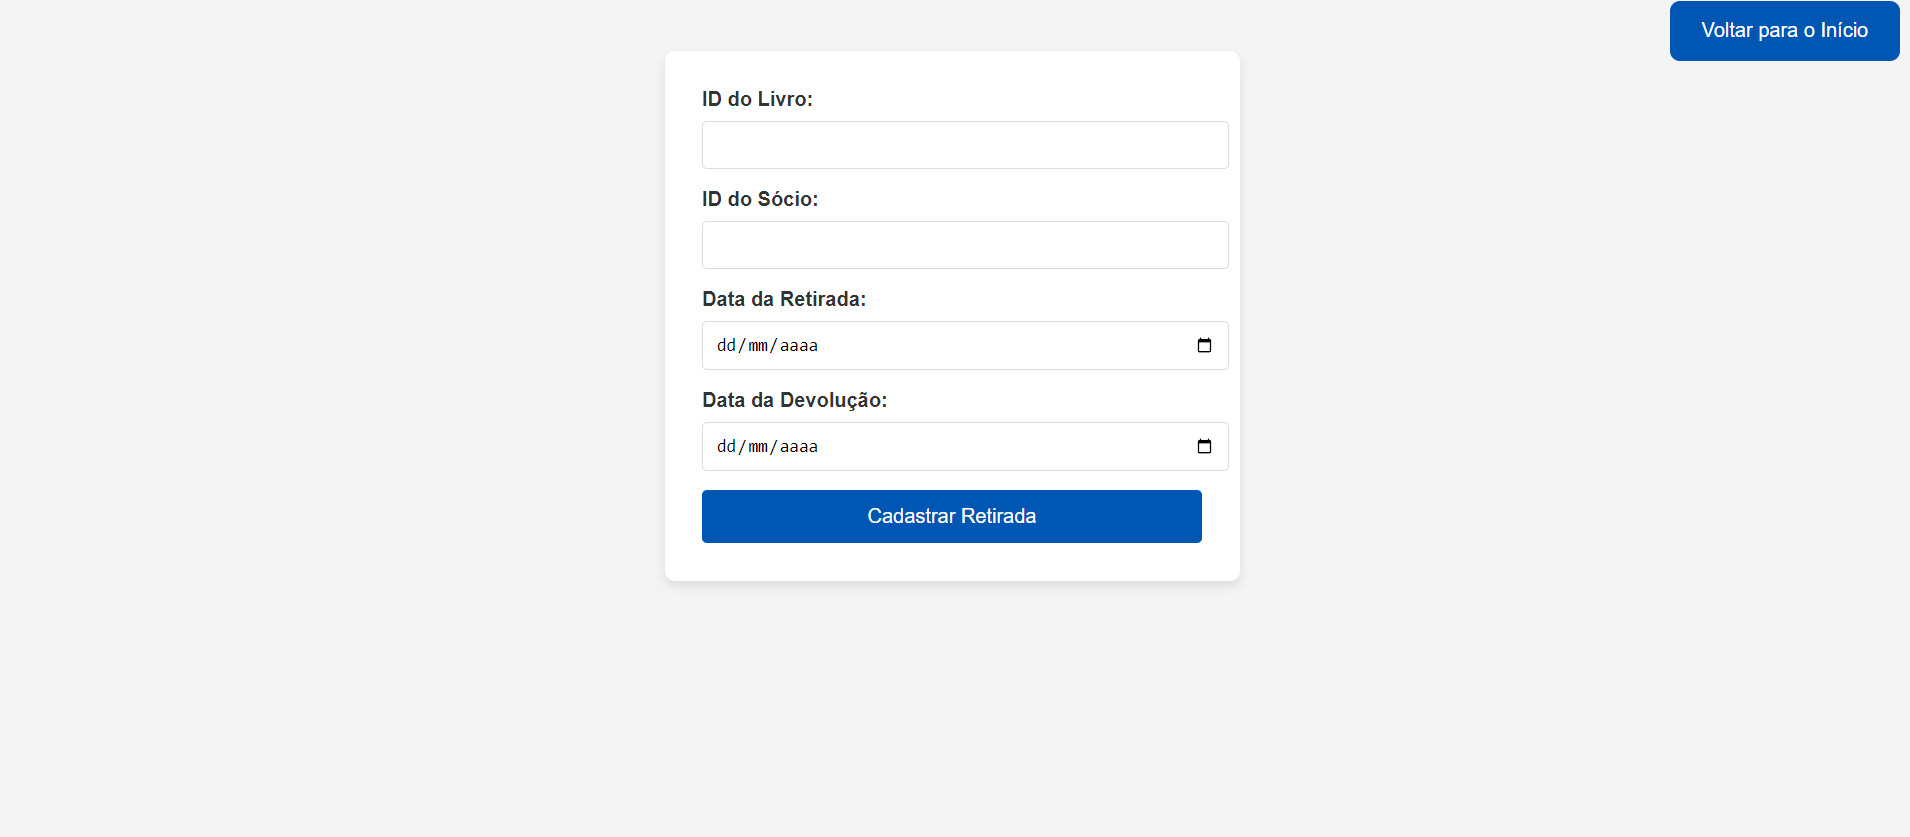 Voltar para o Início
ID do Livro:
ID do Sócio:
Data da Retirada:
dd/mm/aaaa
Data da Devolução:
dd/mm/aaaa
Cadastrar Retirada